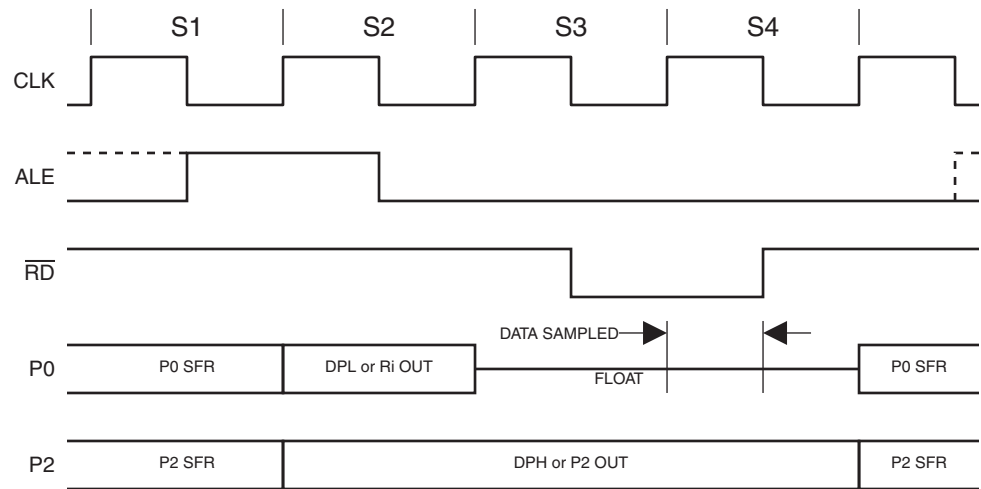 S1 S2 S3 S4
CLK
ALE
R̅D̅
DATA SAMPLED
P0 P0 SFR DPL or Ri OUT FLOAT P0 SFR
P2 P2 SFR DPH or P2 OUT P2 SFR